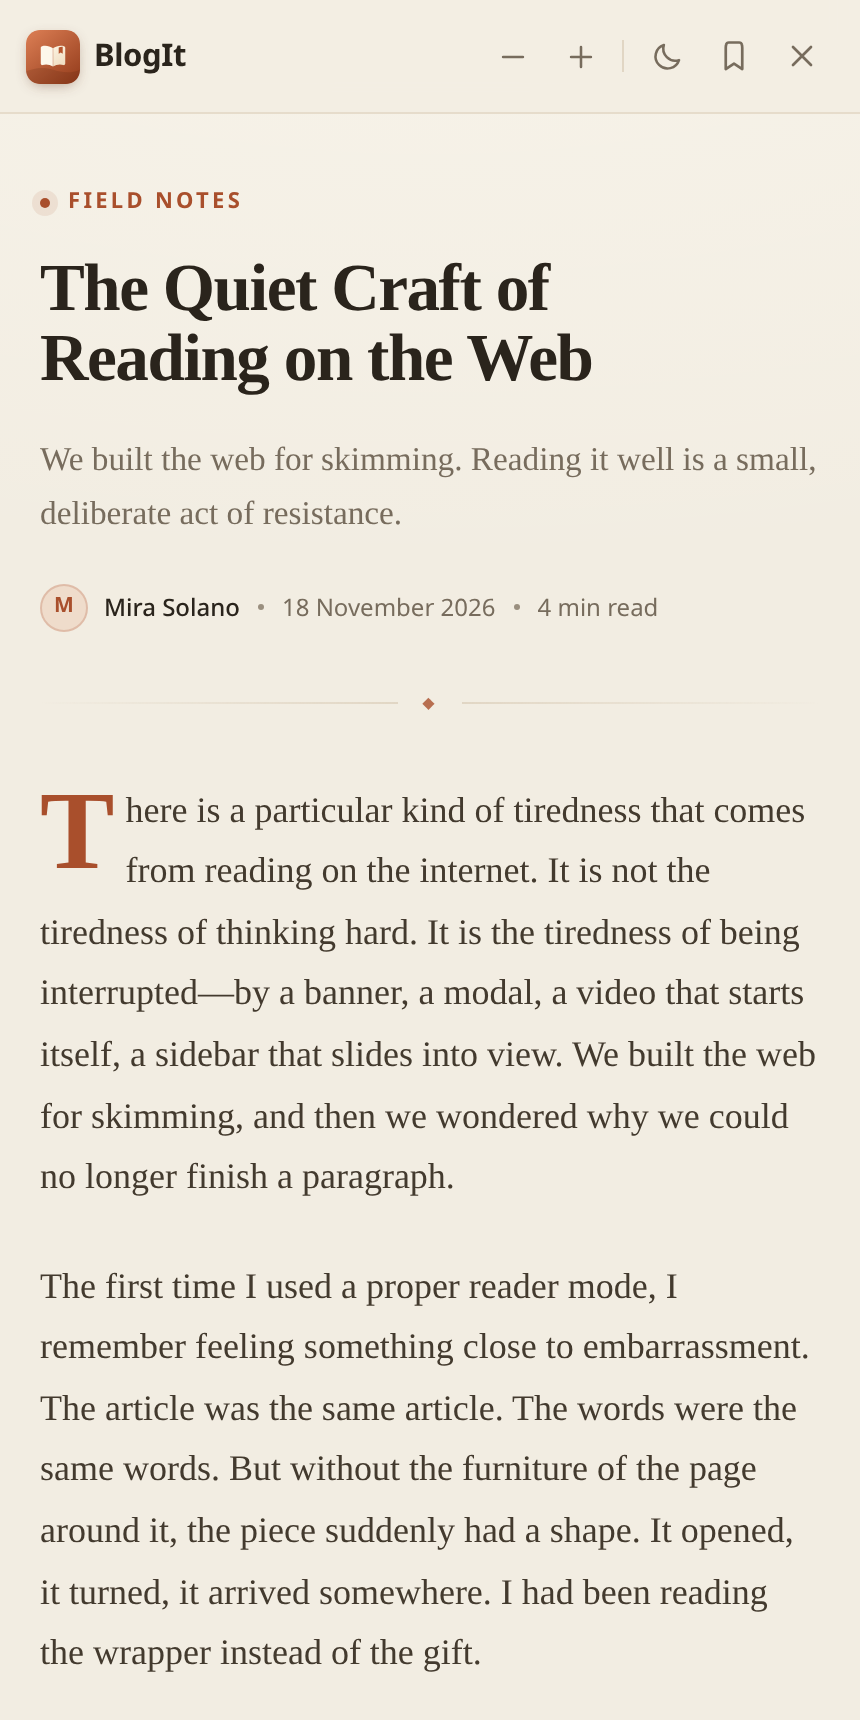 BlogIt
FIELD NOTES
The Quiet Craft of
Reading on the Web
We built the web for skimming. Reading it well is a small,
deliberate act of resistance.
M Mira Solano • 18 November 2026 • 4 min read
There is a particular kind of tiredness that comes
from reading on the internet. It is not the
tiredness of thinking hard. It is the tiredness of being
interrupted—by a banner, a modal, a video that starts
itself, a sidebar that slides into view. We built the web
for skimming, and then we wondered why we could
no longer finish a paragraph.
The first time I used a proper reader mode, I
remember feeling something close to embarrassment.
The article was the same article. The words were the
same words. But without the furniture of the page
around it, the piece suddenly had a shape. It opened,
it turned, it arrived somewhere. I had been reading
the wrapper instead of the gift.